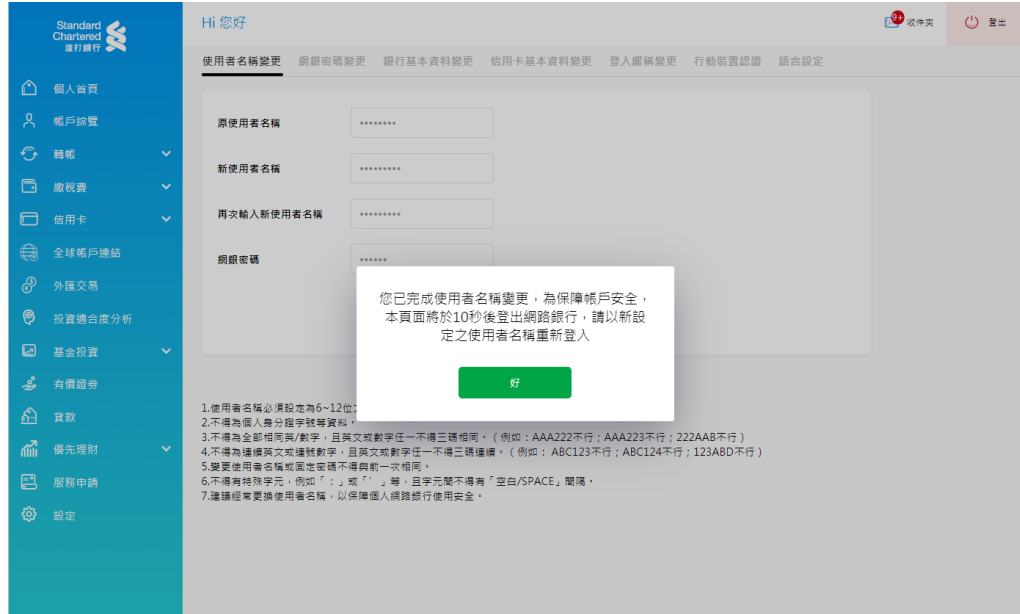 Standard
Chartered
渣打銀行
Hi 您好
9+
收件夾
登出
使用者名稱變更 網銀密碼變更 銀行基本資料變更 信用卡基本資料變更 登入暱稱變更 行動裝置認證 語言設定
個人首頁
帳戶綜覽
轉帳
繳稅費
信用卡
全球帳戶連結
外匯交易
投資適合度分析
基金投資
有價證券
貸款
優先理財
服務申請
設定
原使用者名稱 ••••••••
新使用者名稱 •••••••••
再次輸入新使用者名稱 •••••••••
網銀密碼 ••••••
您已完成使用者名稱變更，為保障帳戶安全，
本頁面將於10秒後登出網路銀行，請以新設
定之使用者名稱重新登入
好
1.使用者名稱必須設定為6~12位
2.不得為個人身分證字號等資料。
3.不得為全部相同英/數字，且英文或數字任一不得三碼相同。（例如：AAA222不行；AAA223不行；222AAB不行）
4.不得為連續英文或連號數字，且英文或數字任一不得三碼連續。（例如： ABC123不行；ABC124不行；123ABD不行）
5.變更使用者名稱或固定密碼不得與前一次相同。
6.不得有特殊字元，例如「：」或「゛」等，且字元間不得有「空白/SPACE」間隔。
7.建議經常更換使用者名稱，以保障個人網路銀行使用安全。